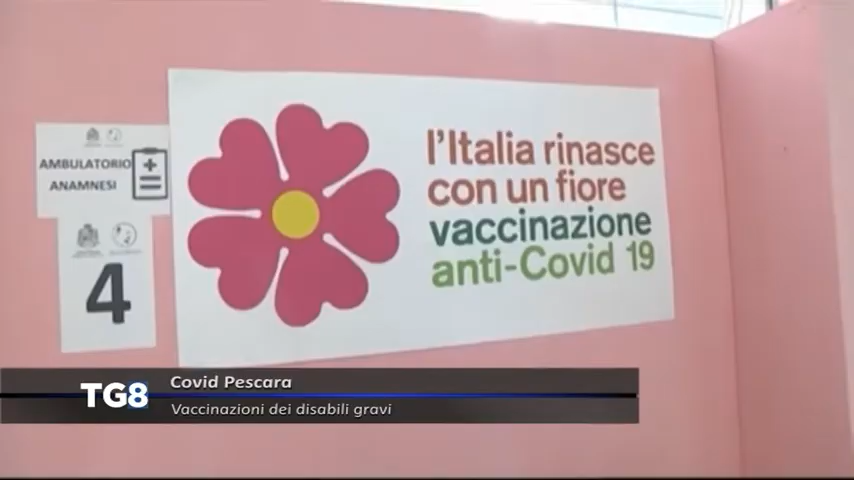 AMBULATORIO
ANAMNESI
4
l'Italia rinasce
con un fiore
vaccinazione
anti-Covid 19
TG8
Covid Pescara
Vaccinazioni dei disabili gravi